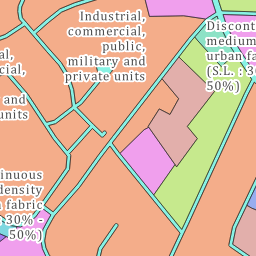 Industrial,
commercial,
public,
military and
private units
Discont
medium
urban fa
(S.L. : 30
50%)
al,
cial,
and
units
inuous
density
fabric
30% -
50%)